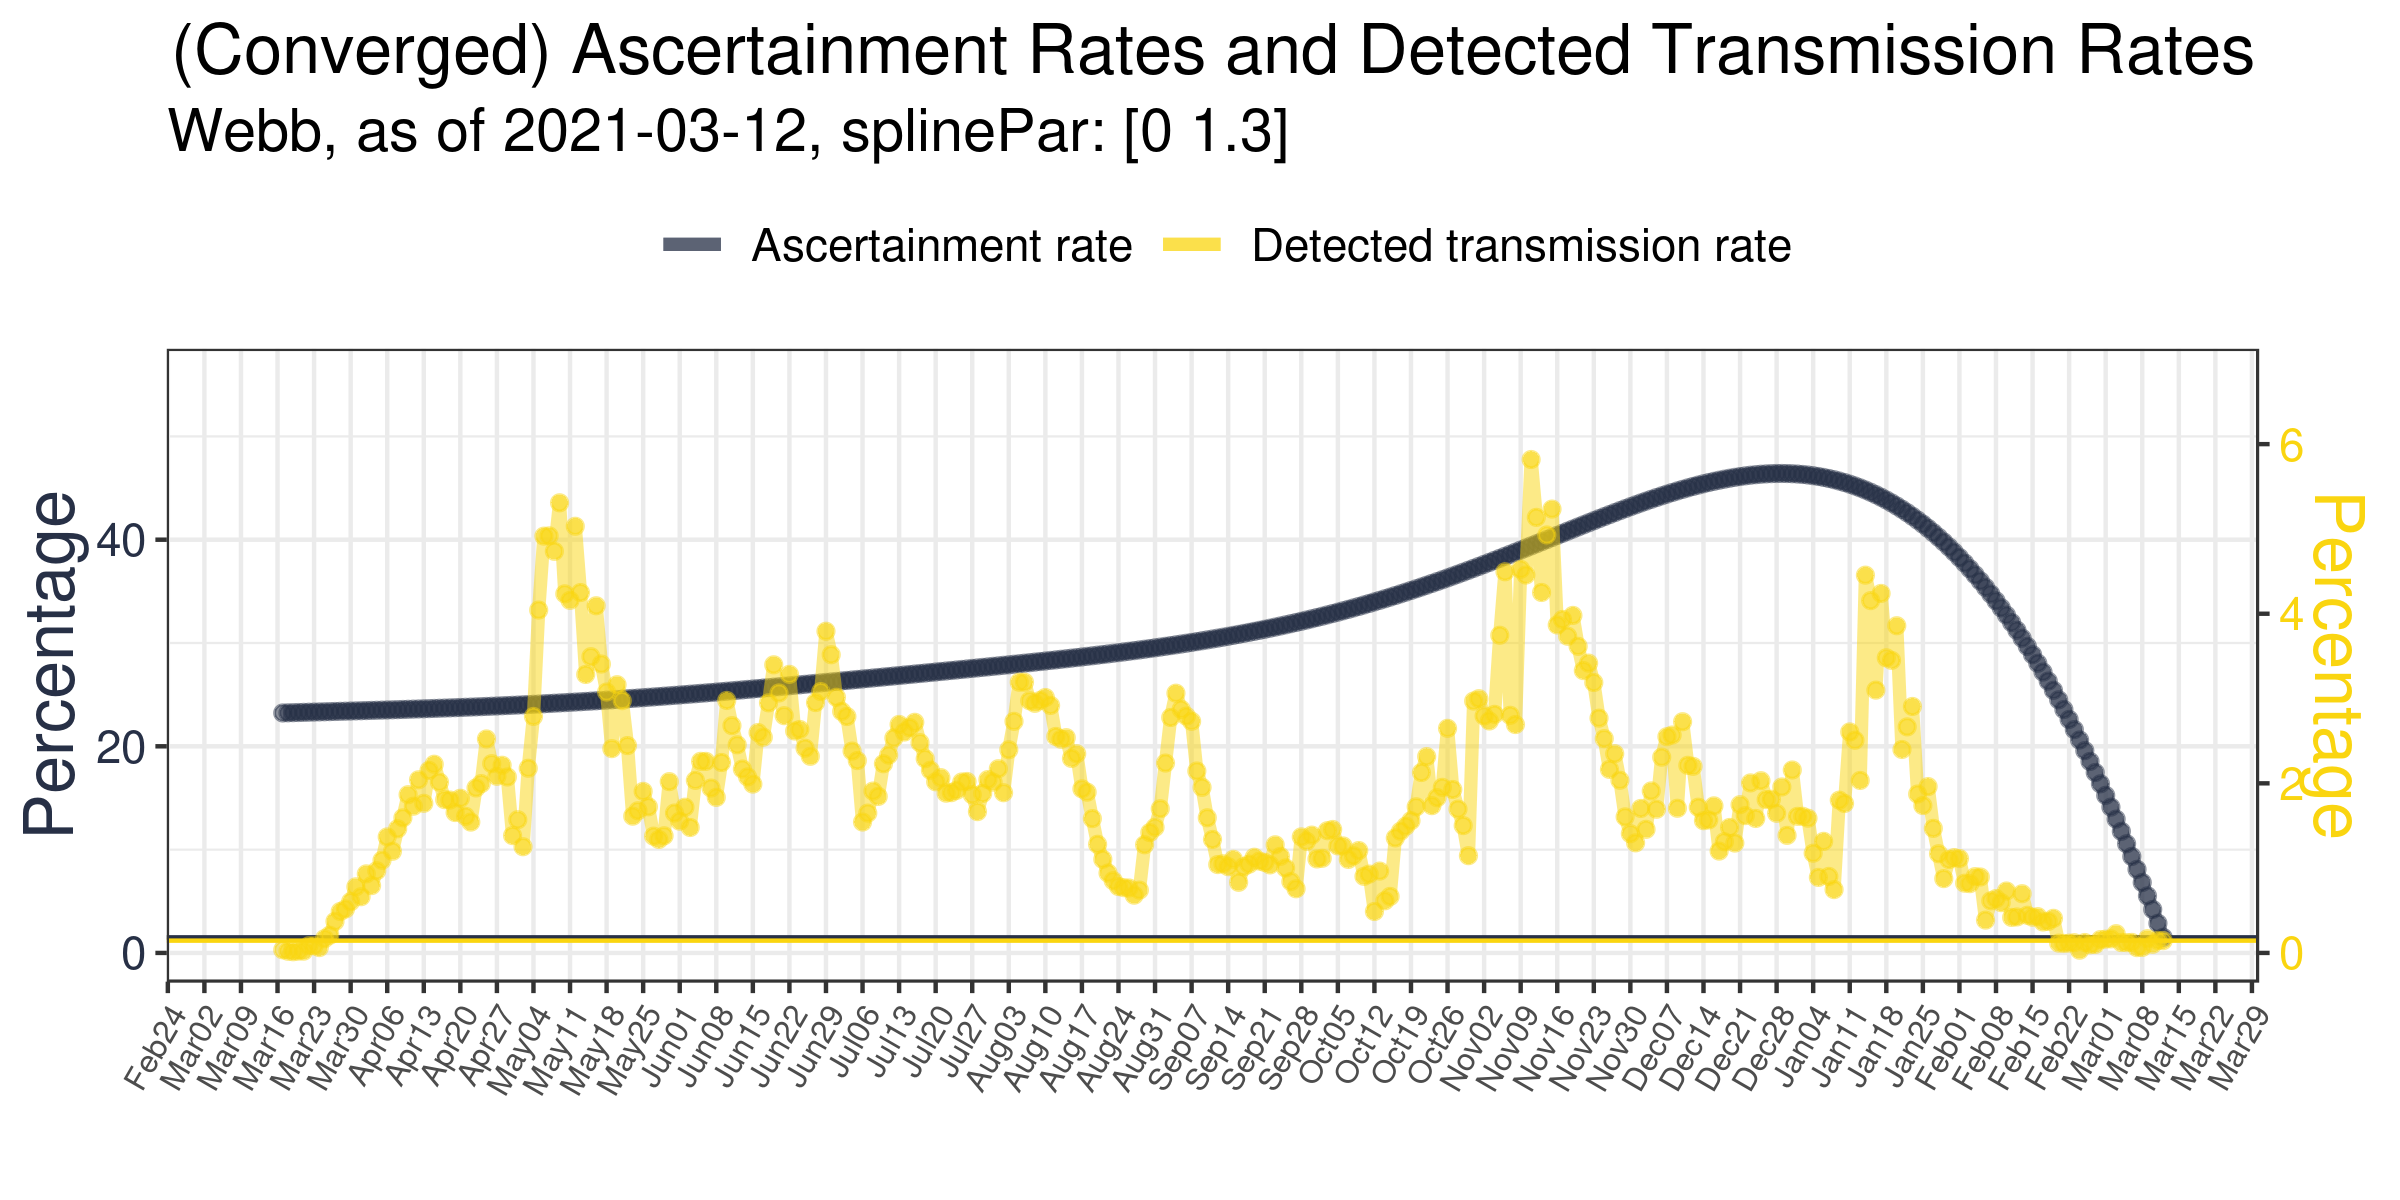 (Converged) Ascertainment Rates and Detected Transmission Rates
Webb, as of 2021-03-12, splinePar: [0 1.3]
Ascertainment rate
Detected transmission rate
Percentage
40
20
0
6
4
2
0
Percentage
Feb24
Mar02
Mar09
Mar16
Mar23
Mar30
Apr06
Apr13
Apr20
Apr27
May04
May11
May18
May25
Jun01
Jun08
Jun15
Jun22
Jun29
Jul06
Jul13
Jul20
Jul27
Aug03
Aug10
Aug17
Aug24
Aug31
Sep07
Sep14
Sep21
Sep28
Oct05
Oct12
Oct19
Oct26
Nov02
Nov09
Nov16
Nov23
Nov30
Dec07
Dec14
Dec21
Dec28
Jan04
Jan11
Jan18
Jan25
Feb01
Feb08
Feb15
Feb22
Mar01
Mar08
Mar15
Mar22
Mar29